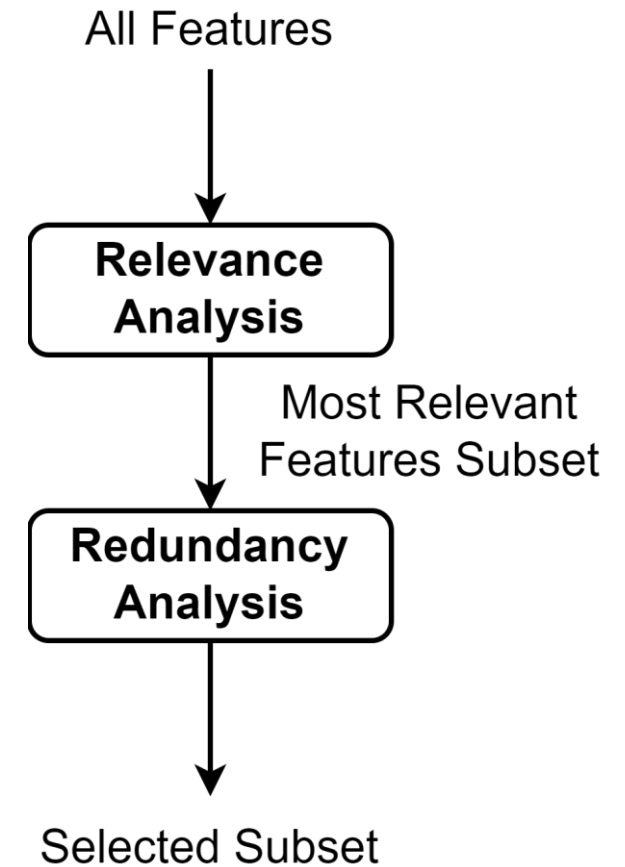 All Features
Relevance
Analysis
Most Relevant
Features Subset
Redundancy
Analysis
Selected Subset